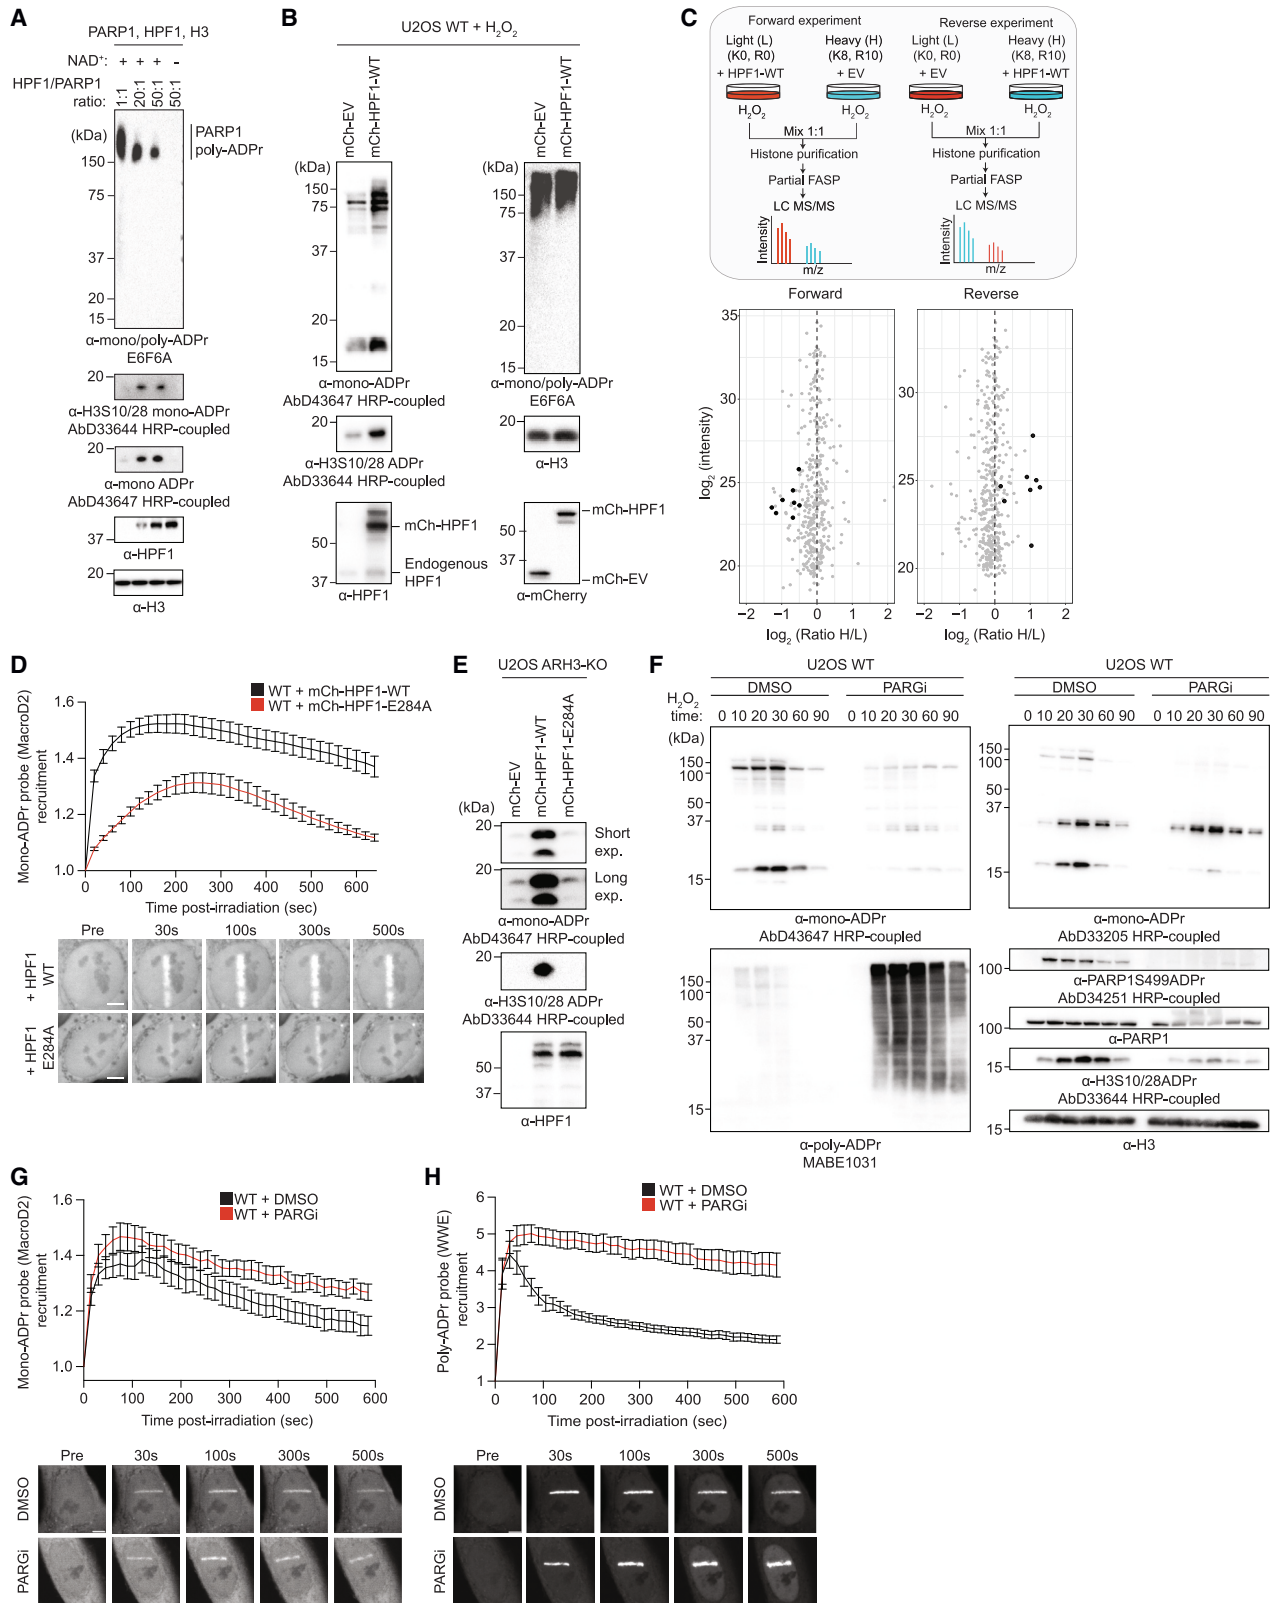 A
PARP1, HPF1, H3
NAD+: + + + -
HPF1/PARP1 ratio: 1:1 20:1 50:1 50:1
(kDa)
150
75
37
20
15
PARP1
poly-ADPr
α-mono/poly-ADPr
E6F6A
20
α-H3S10/28 mono-ADPr
AbD33644 HRP-coupled
20
α-mono ADPr
AbD43647 HRP-coupled
37
α-HPF1
20
α-H3
B
U2OS WT + H2O2
mCh-EV
mCh-HPF1-WT
(kDa)
150
75
37
20
15
α-mono-ADPr
AbD43647 HRP-coupled
20
α-H3S10/28 ADPr
AbD33644 HRP-coupled
50
37
mCh-HPF1
Endogenous
HPF1
α-HPF1
mCh-EV
mCh-HPF1-WT
(kDa)
150
75
37
20
15
α-mono/poly-ADPr
E6F6A
15
α-H3
50
37
mCh-HPF1
mCh-EV
α-mCherry
C
Forward experiment
Light (L)
(K0, R0)
+ HPF1-WT
Heavy (H)
(K8, R10)
+ EV
H2O2
H2O2
Mix 1:1
Histone purification
Partial FASP
LC MS/MS
Intensity
m/z
Reverse experiment
Light (L)
(K0, R0)
+ EV
Heavy (H)
(K8, R10)
+ HPF1-WT
H2O2
H2O2
Mix 1:1
Histone purification
Partial FASP
LC MS/MS
Intensity
m/z
Forward
Reverse
log2 (intensity)
35
30
25
20
−2 −1 0 1 2
log2 (Ratio H/L)
30
25
20
−2 −1 0 1 2
log2 (Ratio H/L)
D
WT + mCh-HPF1-WT
WT + mCh-HPF1-E284A
Mono-ADPr probe (MacroD2)
recruitment
1.6
1.4
1.2
1.0
0 100 200 300 400 500 600
Time post-irradiation (sec)
Pre 30s 100s 300s 500s
+ HPF1
WT
+ HPF1
E284A
E
U2OS ARH3-KO
mCh-EV
mCh-HPF1-WT
mCh-HPF1-E284A
(kDa)
20
Short
exp.
20
Long
exp.
α-mono-ADPr
AbD43647 HRP-coupled
20
α-H3S10/28 ADPr
AbD33644 HRP-coupled
50
37
α-HPF1
F
U2OS WT
DMSO PARGi
H2O2
time: 0 10 20 30 60 90 0 10 20 30 60 90
(kDa)
150
100
50
37
15
α-mono-ADPr
AbD43647 HRP-coupled
150
100
50
37
20
15
α-poly-ADPr
MABE1031
U2OS WT
DMSO PARGi
0 10 20 30 60 90 0 10 20 30 60 90
150
100
50
37
15
α-mono-ADPr
AbD33205 HRP-coupled
100
α-PARP1S499ADPr
AbD34251 HRP-coupled
100
α-PARP1
15
α-H3S10/28ADPr
AbD33644 HRP-coupled
15
α-H3
G
WT + DMSO
WT + PARGi
Mono-ADPr probe (MacroD2)
recruitment
1.6
1.4
1.2
1.0
0 100 200 300 400 500 600
Time post-irradiation (sec)
Pre 30s 100s 300s 500s
DMSO
PARGi
H
WT + DMSO
WT + PARGi
Poly-ADPr probe (WWE)
recruitment
6
5
4
3
2
1
0 100 200 300 400 500 600
Time post-irradiation (sec)
Pre 30s 100s 300s 500s
DMSO
PARGi